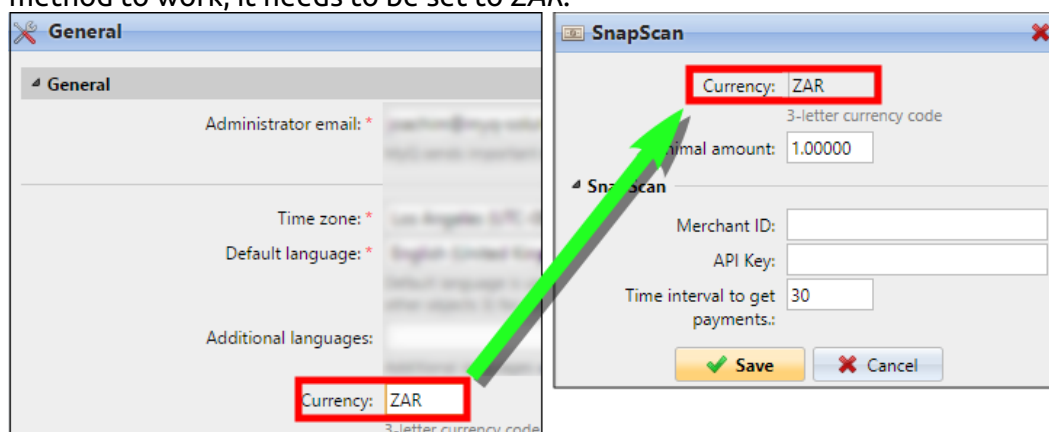 method to work, it needs to be set to ZAR.
General
General
Administrator email: *
Time zone: *
Default language: *
Additional languages:
Currency: ZAR
3-letter currency code
SnapScan
Currency: ZAR
3-letter currency code
amount: 1.00000
Merchant ID:
API Key:
Time interval to get 30
payments.:
Save Cancel